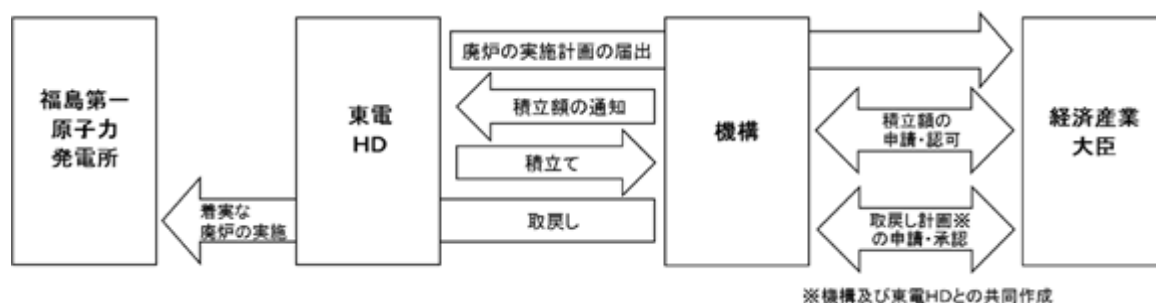 福島第一
原子力
発電所
東電
HD
廃炉の実施計画の届出
積立額の通知
積立て
取戻し
着実な
廃炉の実施
機構
積立額の
申請・認可
取戻し計画※
の申請・承認
経済産業
大臣
※機構及び東電HDとの共同作成